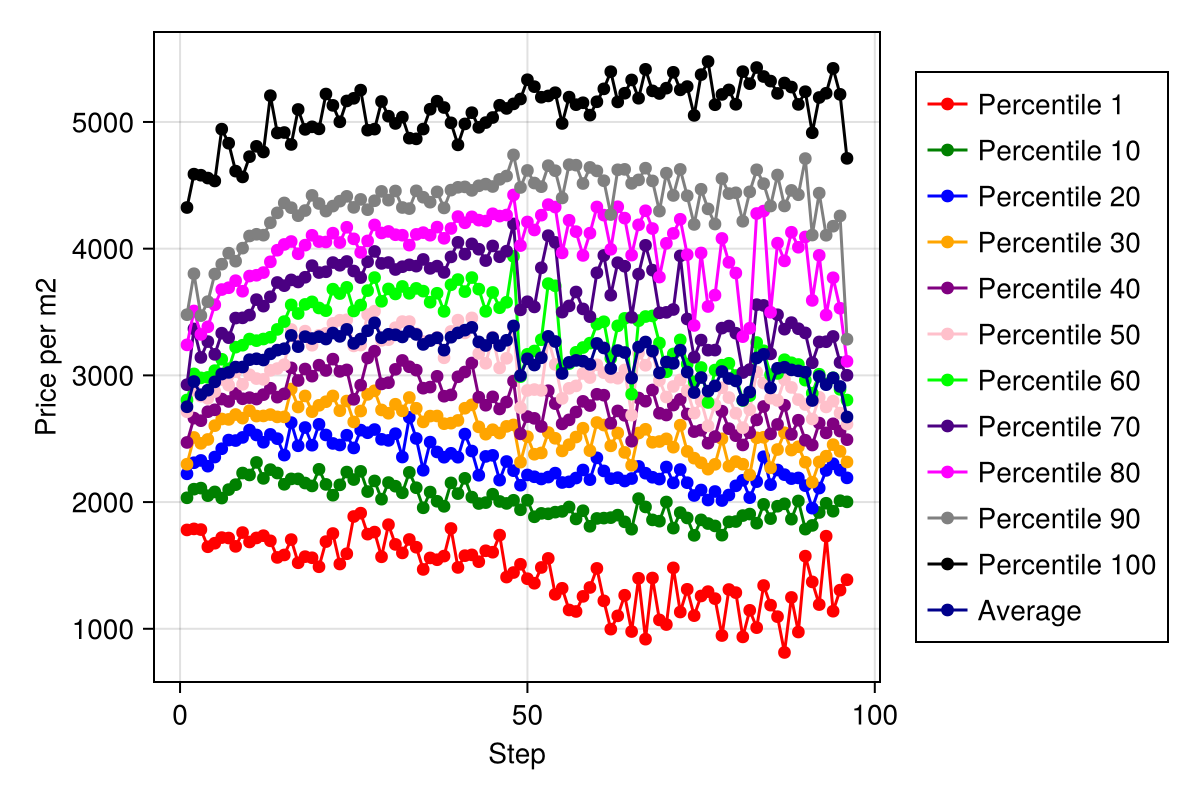 Price per m2
5000
4000
3000
2000
1000
0
50
100
Step
Percentile 1
Percentile 10
Percentile 20
Percentile 30
Percentile 40
Percentile 50
Percentile 60
Percentile 70
Percentile 80
Percentile 90
Percentile 100
Average